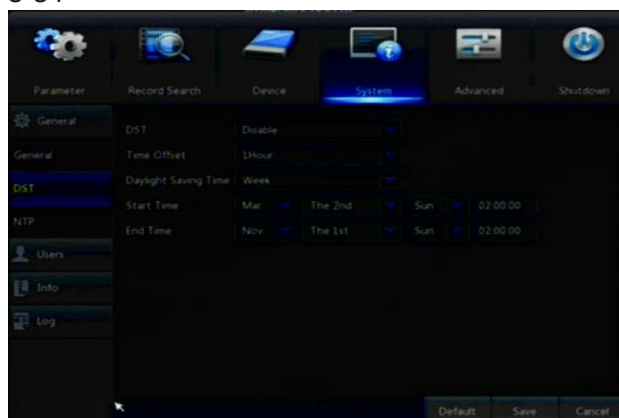 Parameter Record Search Device System Advanced Shutdown
General
General
DST
NTP
Users
Info
Log
DST Disable
Time Offset 1Hour
Daylight Saving Time Week
Start Time Mar. The 2nd Sun 02:00:00
End Time Nov The 1st Sun 02:00:00
Default Save Cancel